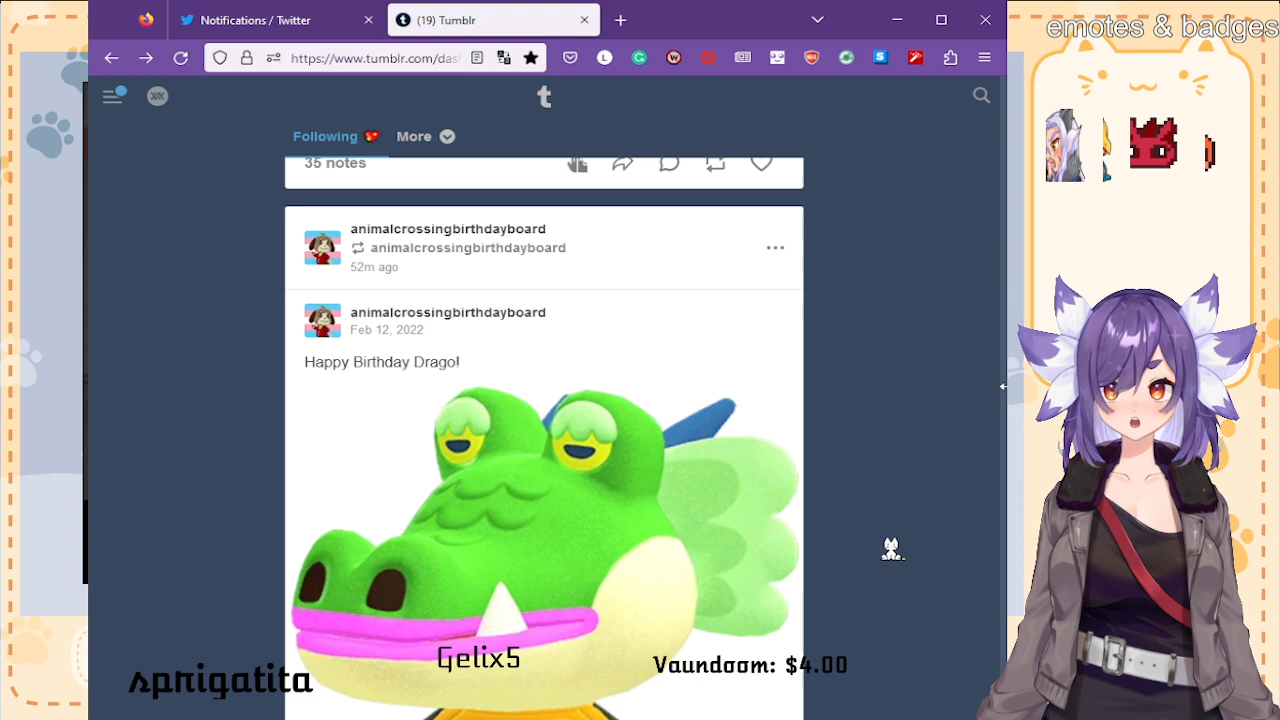 Notifications / Twitter
(19) Tumblr
emotes & badges
https://www.tumblr.com/das
t
Following
More
35 notes
animalcrossingbirthdayboard
animalcrossingbirthdayboard
52m ago
animalcrossingbirthdayboard
Feb 12, 2022
Happy Birthday Drago!
Gelix5
Vaundoom: $4.00
sprigatita